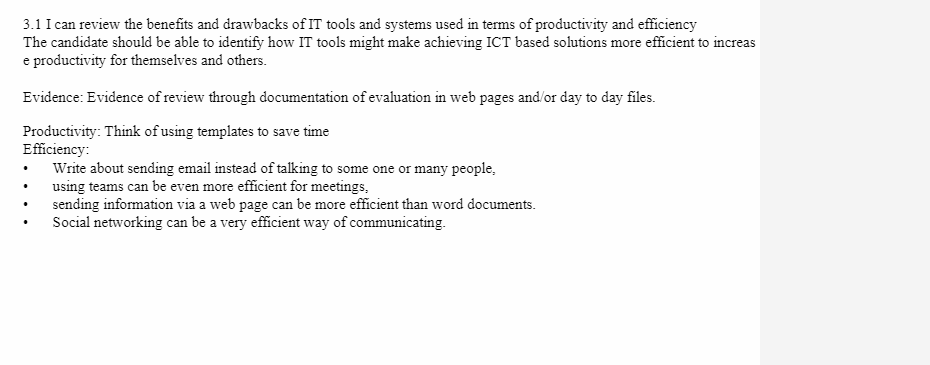 3.1 I can review the benefits and drawbacks of IT tools and systems used in terms of productivity and efficiency
The candidate should be able to identify how IT tools might make achieving ICT based solutions more efficient to increas
e productivity for themselves and others.
Evidence: Evidence of review through documentation of evaluation in web pages and/or day to day files.
Productivity: Think of using templates to save time
Efficiency:
• Write about sending email instead of talking to some one or many people,
• using teams can be even more efficient for meetings,
• sending information via a web page can be more efficient than word documents.
• Social networking can be a very efficient way of communicating.